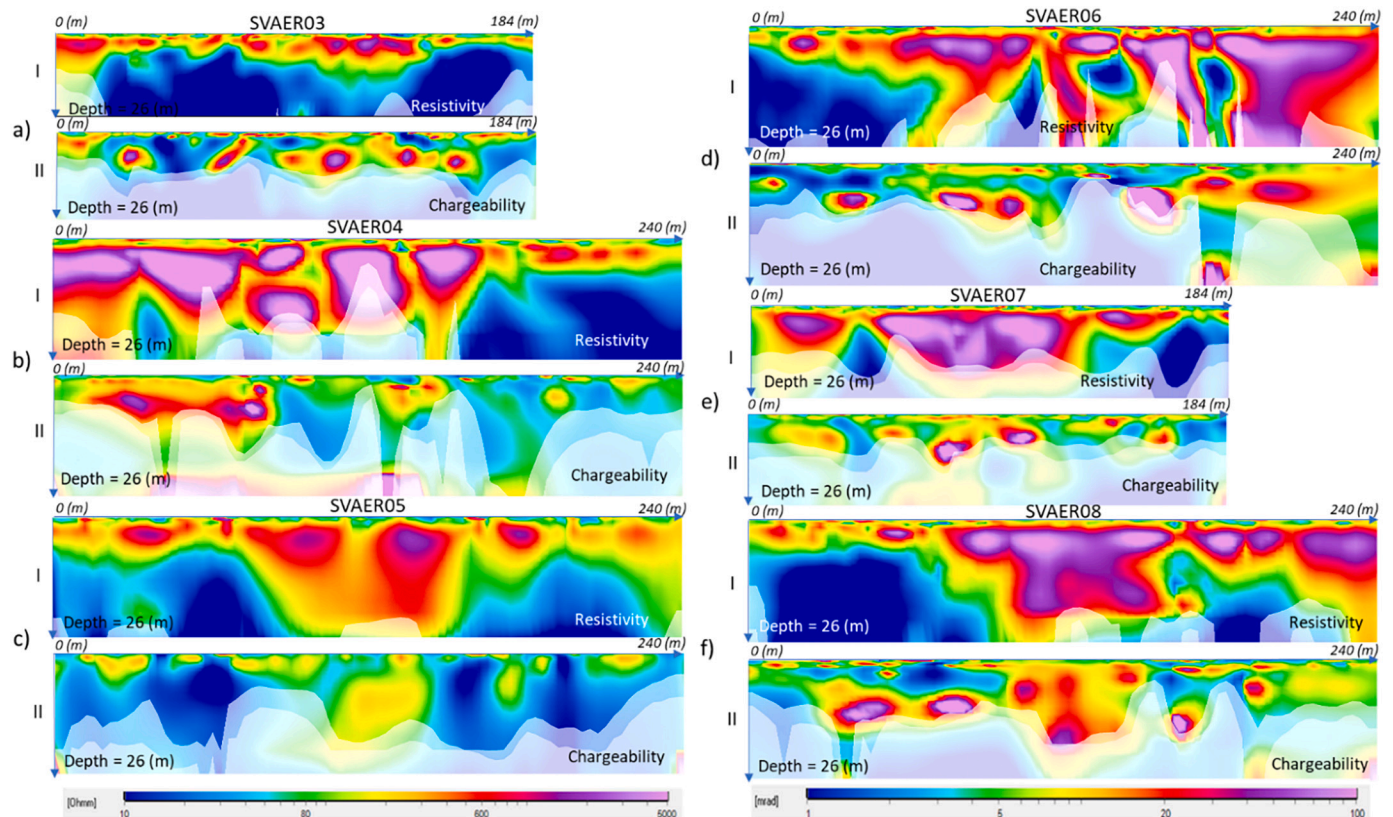 0 (m) SVAER03 184 (m)
I
Depth = 26 (m) Resistivity
a)
0 (m) 184 (m)
II
Depth = 26 (m) Chargeability
0 (m) SVAER04 240 (m)
I
Depth = 26 (m) Resistivity
b)
0 (m) 240 (m)
II
Depth = 26 (m) Chargeability
0 (m) SVAER05 240 (m)
I
Depth = 26 (m) Resistivity
c)
0 (m) 240 (m)
II
Depth = 26 (m) Chargeability
[Ohmm] 10 80 600 5000
0 (m) SVAER06 240 (m)
I
Depth = 26 (m) Resistivity
d)
0 (m) 240 (m)
II
Depth = 26 (m) Chargeability
0 (m) SVAER07 184 (m)
I
Depth = 26 (m) Resistivity
e)
0 (m) 184 (m)
II
Depth = 26 (m) Chargeability
0 (m) SVAER08 240 (m)
I
Depth = 26 (m) Resistivity
f)
0 (m) 240 (m)
II
Depth = 26 (m) Chargeability
[mrad] 1 5 20 100